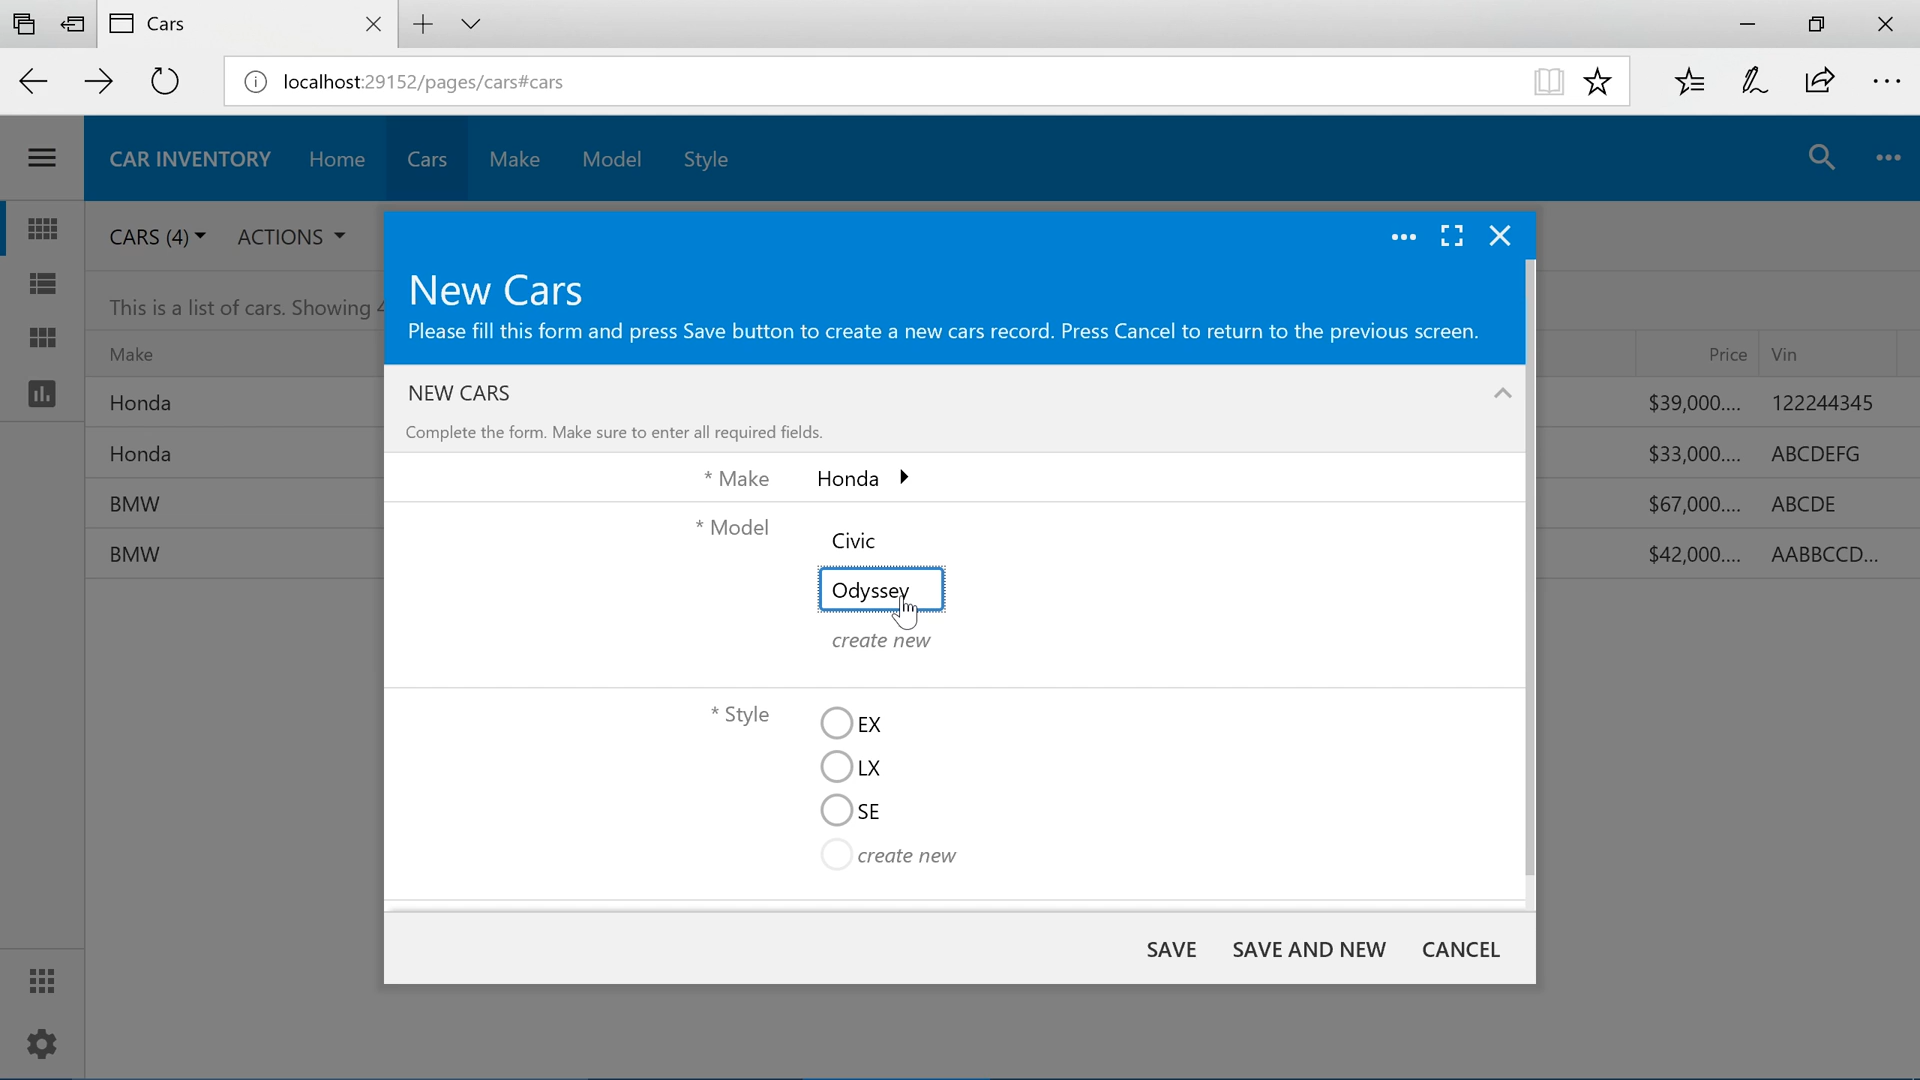 Cars
localhost:29152/pages/cars#cars
CAR INVENTORY Home Cars Make Model Style
CARS (4) ACTIONS
This is a list of cars. Showing
Make Price Vin
Honda $39,000.... 122244345
Honda $33,000.... ABCDEFG
BMW $67,000.... ABCDE
BMW $42,000.... AABBCCD...
New Cars
Please fill this form and press Save button to create a new cars record. Press Cancel to return to the previous screen.
NEW CARS
Complete the form. Make sure to enter all required fields.
* Make Honda
* Model
Civic
Odyssey
create new
* Style
EX
LX
SE
create new
SAVE SAVE AND NEW CANCEL